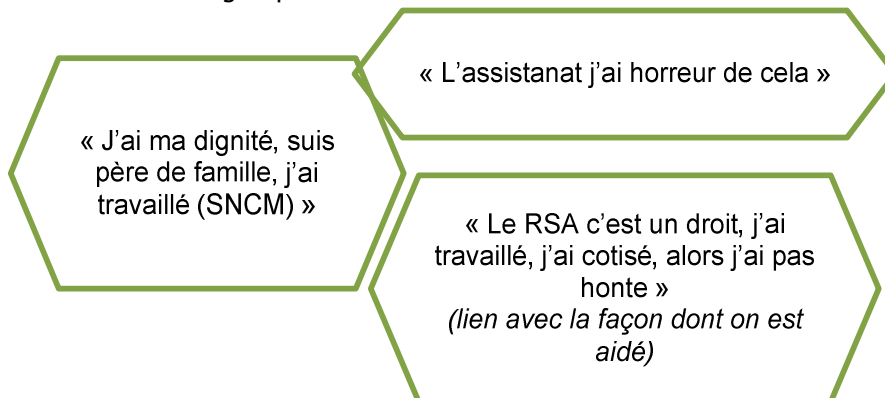 « L’assistanat j’ai horreur de cela »
« J’ai ma dignité, suis
père de famille, j’ai
travaillé (SNCM) »
« Le RSA c’est un droit, j’ai
travaillé, j’ai cotisé, alors j’ai pas
honte »
(lien avec la façon dont on est
aidé)